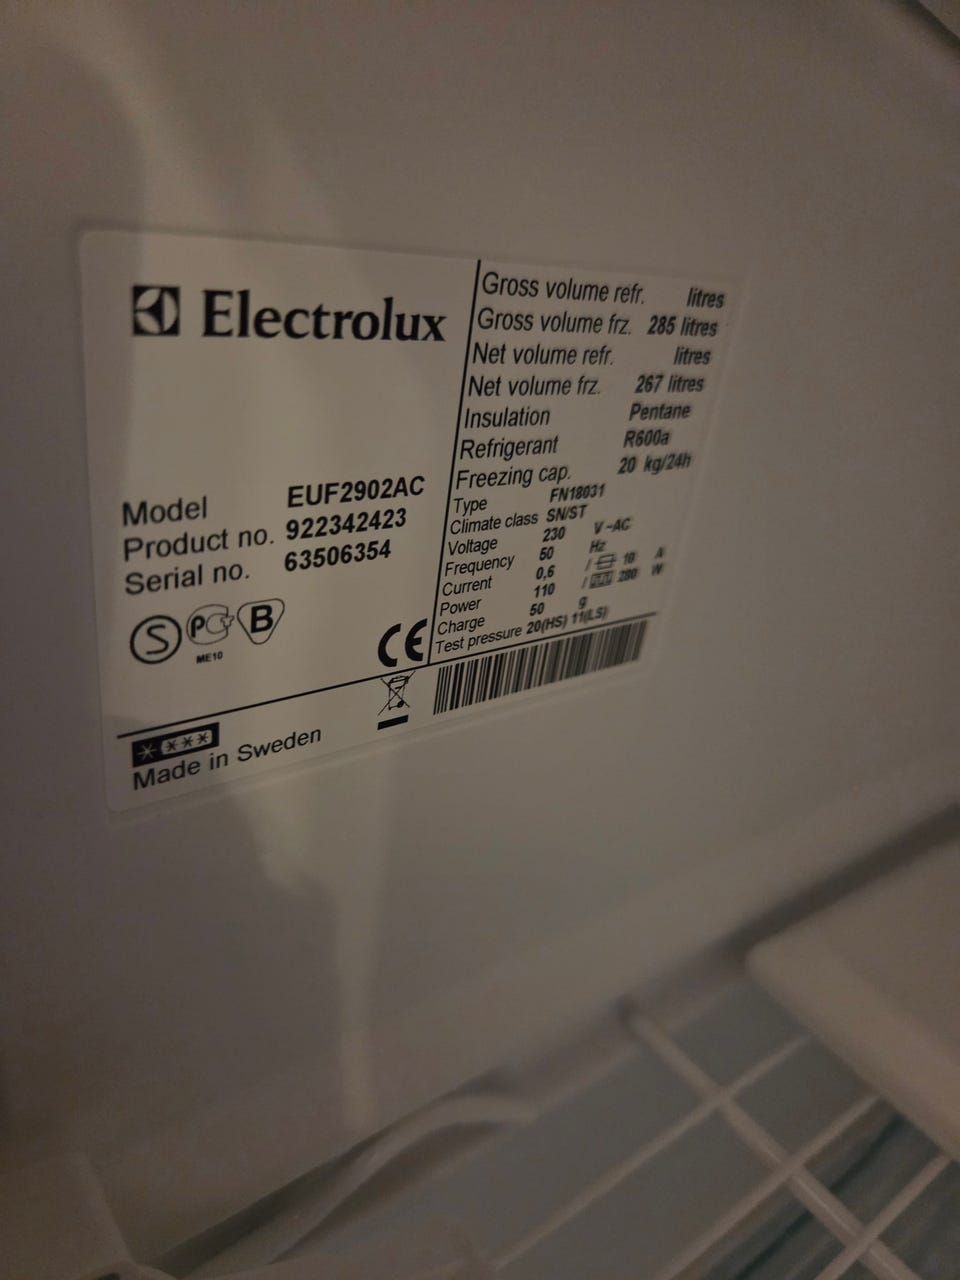 Electrolux
Model EUF2902AC
Product no. 922342423
Serial no. 63506354
S PC B
ME10
CE
Made in Sweden
Gross volume refr. litres
Gross volume frz. 285 litres
Net volume refr. litres
Net volume frz. 267 litres
Insulation Pentane
Refrigerant R600a
Freezing cap. 20 kg/24h
Type FN18031
Climate class SN/ST
Voltage 230 V~AC
Frequency 50 Hz
Current 0,6 / 10 A
Power 110 / 280 W
Charge 50 g
Test pressure 20(HS) 11(LS)